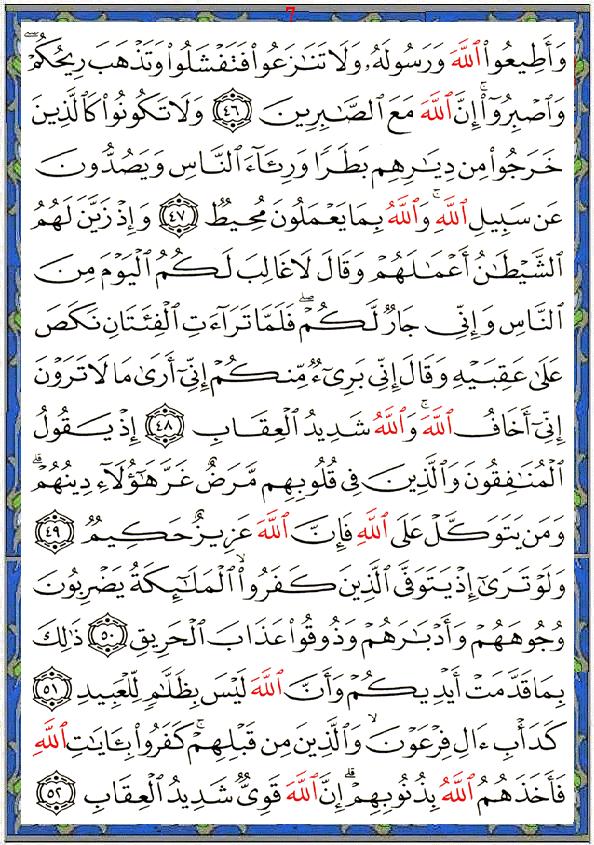 7
وَأَطِيعُوا۟ ٱللَّهَ وَرَسُولَهُۥ وَلَا تَنَـٰزَعُوا۟ فَتَفْشَلُوا۟ وَتَذْهَبَ رِيحُكُمْ ۖ
وَٱصْبِرُوٓا۟ ۚ إِنَّ ٱللَّهَ مَعَ ٱلصَّـٰبِرِينَ ﴿٤٦﴾ وَلَا تَكُونُوا۟ كَٱلَّذِينَ
خَرَجُوا۟ مِن دِيَـٰرِهِم بَطَرًا وَرِئَآءَ ٱلنَّاسِ وَيَصُدُّونَ
عَن سَبِيلِ ٱللَّهِ ۚ وَٱللَّهُ بِمَا يَعْمَلُونَ مُحِيطٌ ﴿٤٧﴾ وَإِذْ زَيَّنَ لَهُمُ
ٱلشَّيْطَـٰنُ أَعْمَـٰلَهُمْ وَقَالَ لَا غَالِبَ لَكُمُ ٱلْيَوْمَ مِنَ
ٱلنَّاسِ وَإِنِّى جَارٌ لَّكُمْ ۖ فَلَمَّا تَرَآءَتِ ٱلْفِئَتَانِ نَكَصَ
عَلَىٰ عَقِبَيْهِ وَقَالَ إِنِّى بَرِىٓءٌ مِّنكُمْ إِنِّىٓ أَرَىٰ مَا لَا تَرَوْنَ
إِنِّىٓ أَخَافُ ٱللَّهَ ۚ وَٱللَّهُ شَدِيدُ ٱلْعِقَابِ ﴿٤٨﴾ إِذْ يَقُولُ
ٱلْمُنَـٰفِقُونَ وَٱلَّذِينَ فِى قُلُوبِهِم مَّرَضٌ غَرَّ هَـٰٓؤُلَآءِ دِينُهُمْ ۗ
وَمَن يَتَوَكَّلْ عَلَى ٱللَّهِ فَإِنَّ ٱللَّهَ عَزِيزٌ حَكِيمٌ ﴿٤٩﴾
وَلَوْ تَرَىٰٓ إِذْ يَتَوَفَّى ٱلَّذِينَ كَفَرُوا۟ ۙ ٱلْمَلَـٰٓئِكَةُ يَضْرِبُونَ
وُجُوهَهُمْ وَأَدْبَـٰرَهُمْ وَذُوقُوا۟ عَذَابَ ٱلْحَرِيقِ ﴿٥٠﴾ ذَٰلِكَ
بِمَا قَدَّمَتْ أَيْدِيكُمْ وَأَنَّ ٱللَّهَ لَيْسَ بِظَلَّـٰمٍ لِّلْعَبِيدِ ﴿٥١﴾
كَدَأْبِ ءَالِ فِرْعَوْنَ ۙ وَٱلَّذِينَ مِن قَبْلِهِمْ ۚ كَفَرُوا۟ بِـَٔايَـٰتِ ٱللَّهِ
فَأَخَذَهُمُ ٱللَّهُ بِذُنُوبِهِمْ ۗ إِنَّ ٱللَّهَ قَوِىٌّ شَدِيدُ ٱلْعِقَابِ ﴿٥٢﴾